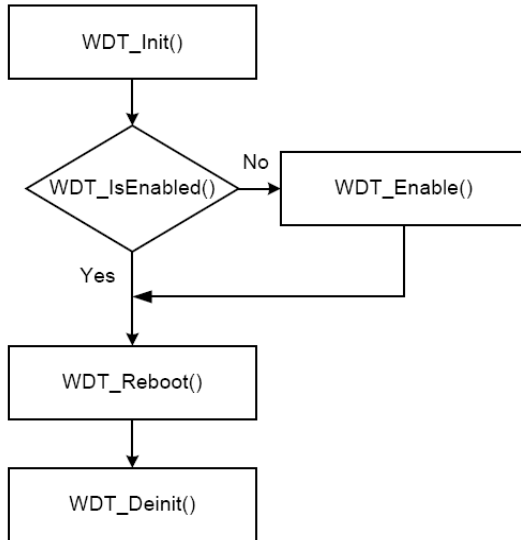 WDT_Init()
WDT_IsEnabled()
No
WDT_Enable()
Yes
WDT_Reboot()
WDT_Deinit()